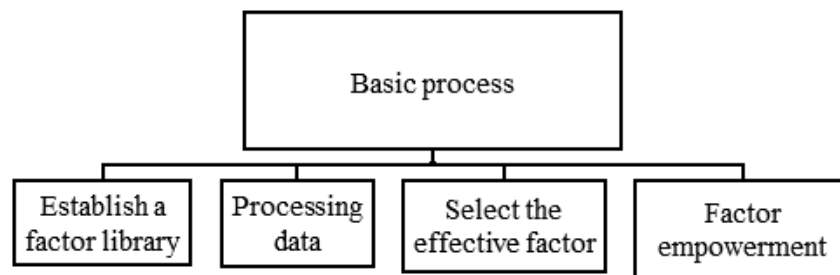 Basic process
Establish a
factor library
Processing
data
Select the
effective factor
Factor
empowerment